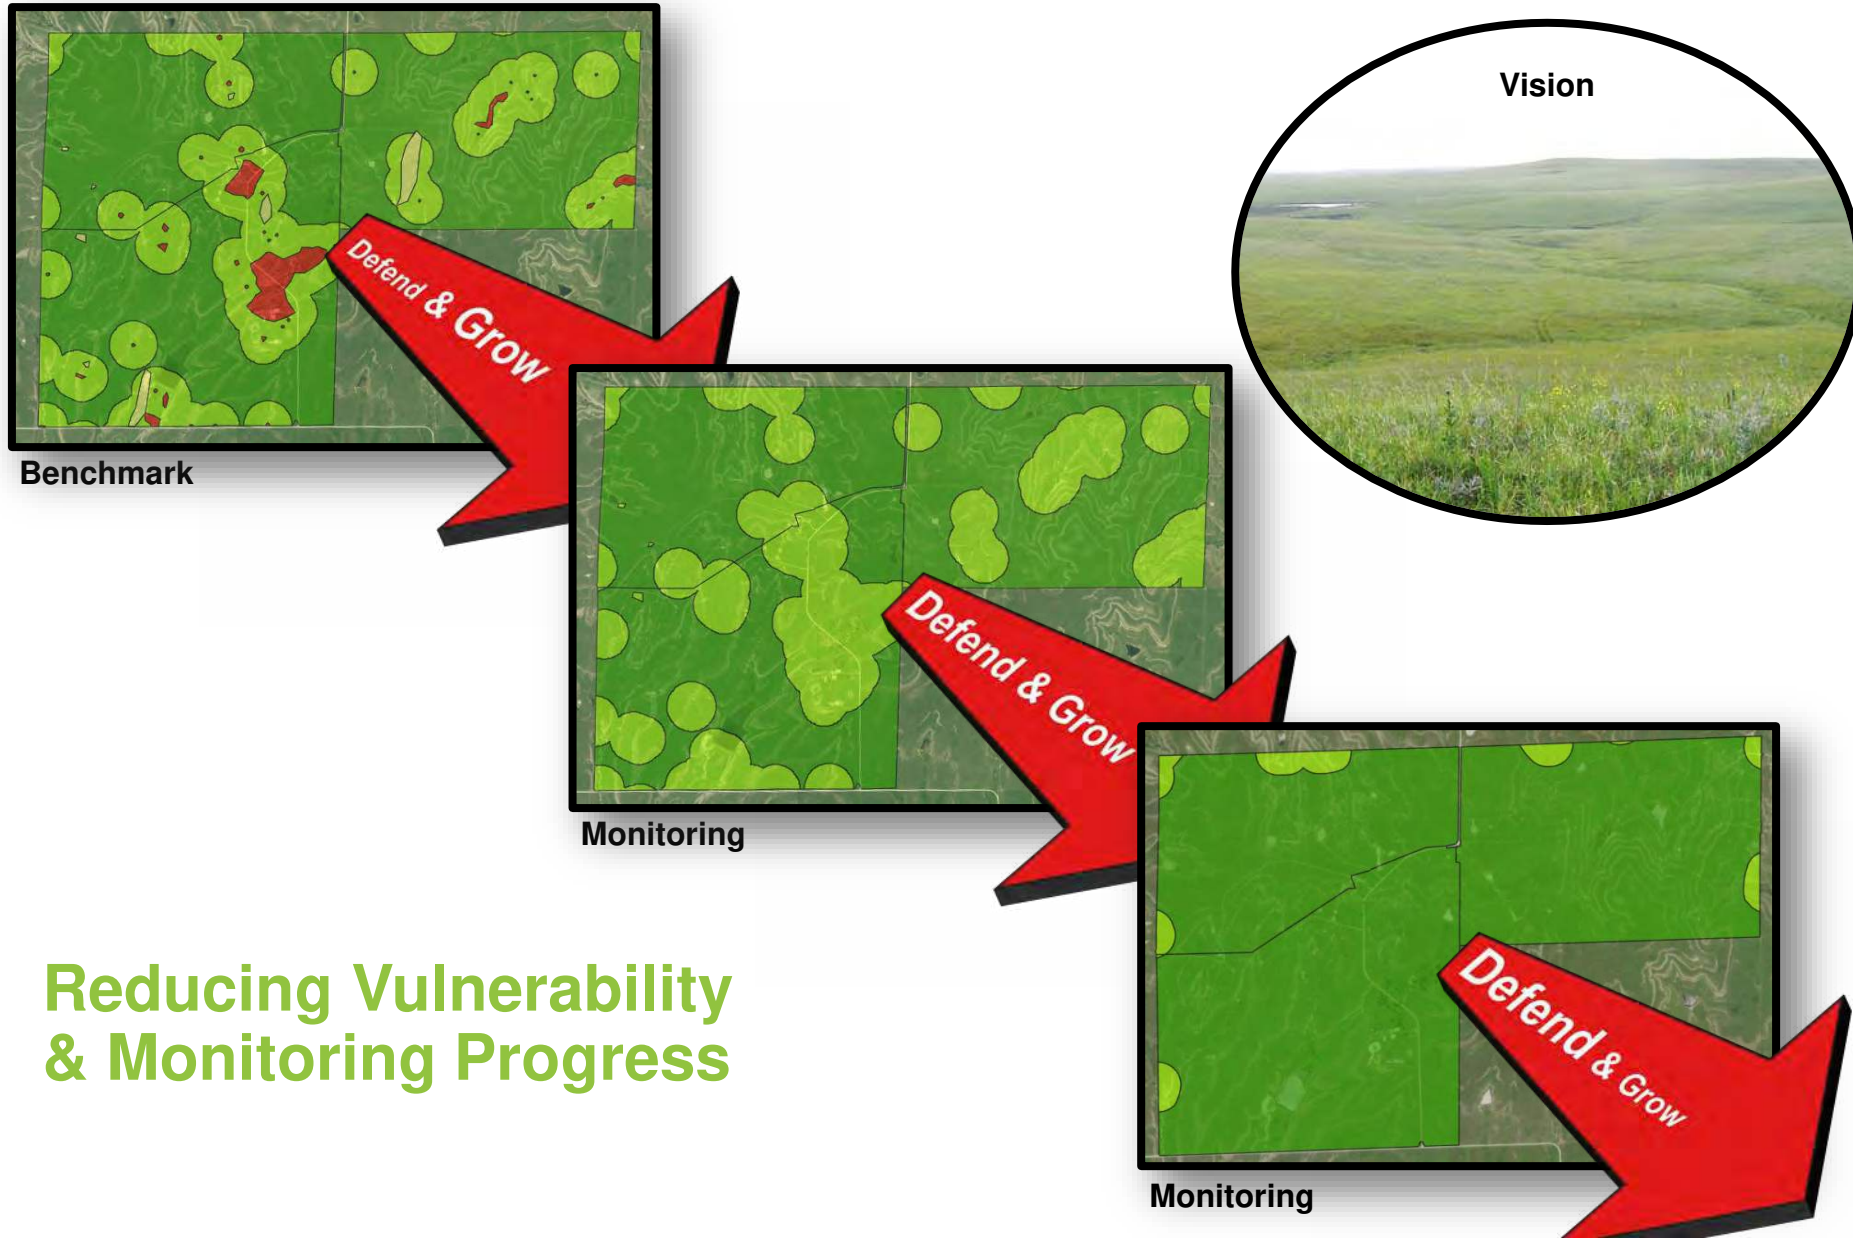 Vision
Defend & Grow
Benchmark
Defend & Grow
Monitoring
Defend & Grow
Monitoring
Reducing Vulnerability
& Monitoring Progress